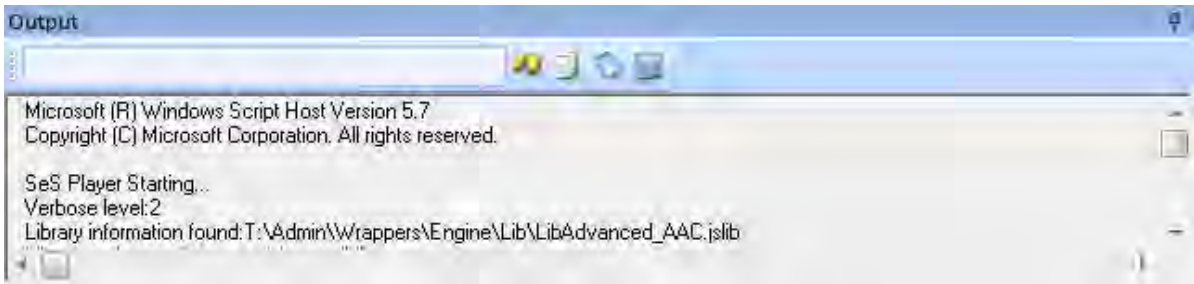 Output
Microsoft (R) Windows Script Host Version 5.7
Copyright (C) Microsoft Corporation. All rights reserved.
SeS Player Starting...
Verbose level:2
Library information found:T:\Admin\Wrappers\Engine\Lib\LibAdvanced_AAC.jslib